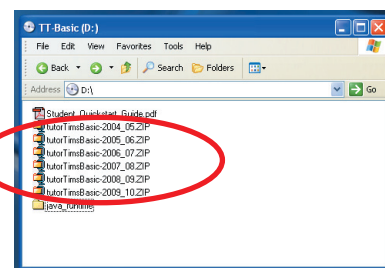 TT-Basic (D:)
File Edit View Favorites Tools Help
Back Search Folders
Address D:\ Go
Student_Quickstart_Guide.pdf
tutorTimsBasic-2004_05.ZIP
tutorTimsBasic-2005_06.ZIP
tutorTimsBasic-2006_07.ZIP
tutorTimsBasic-2007_08.ZIP
tutorTimsBasic-2008_09.ZIP
tutorTimsBasic-2009_10.ZIP
java_runtime